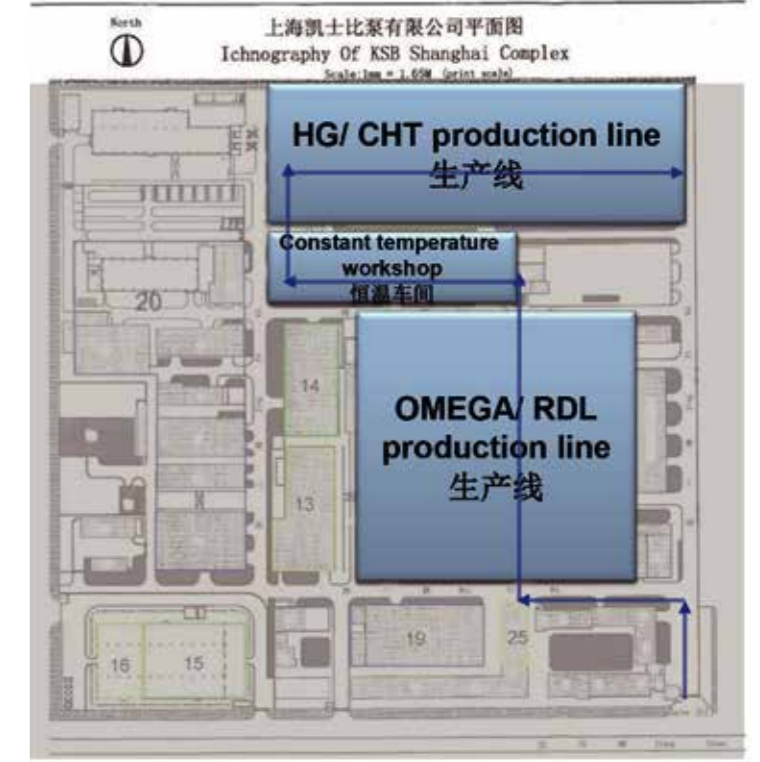 North
上海凯士比泵有限公司平面图
Ichnography Of KSB Shanghai Complex
Scale:1mm = 1.65M (print scale)
HG/ CHT production line
生产线
Constant temperature
workshop
恒温车间
20
14
OMEGA/ RDL
production line
生产线
13
19
25
16
15